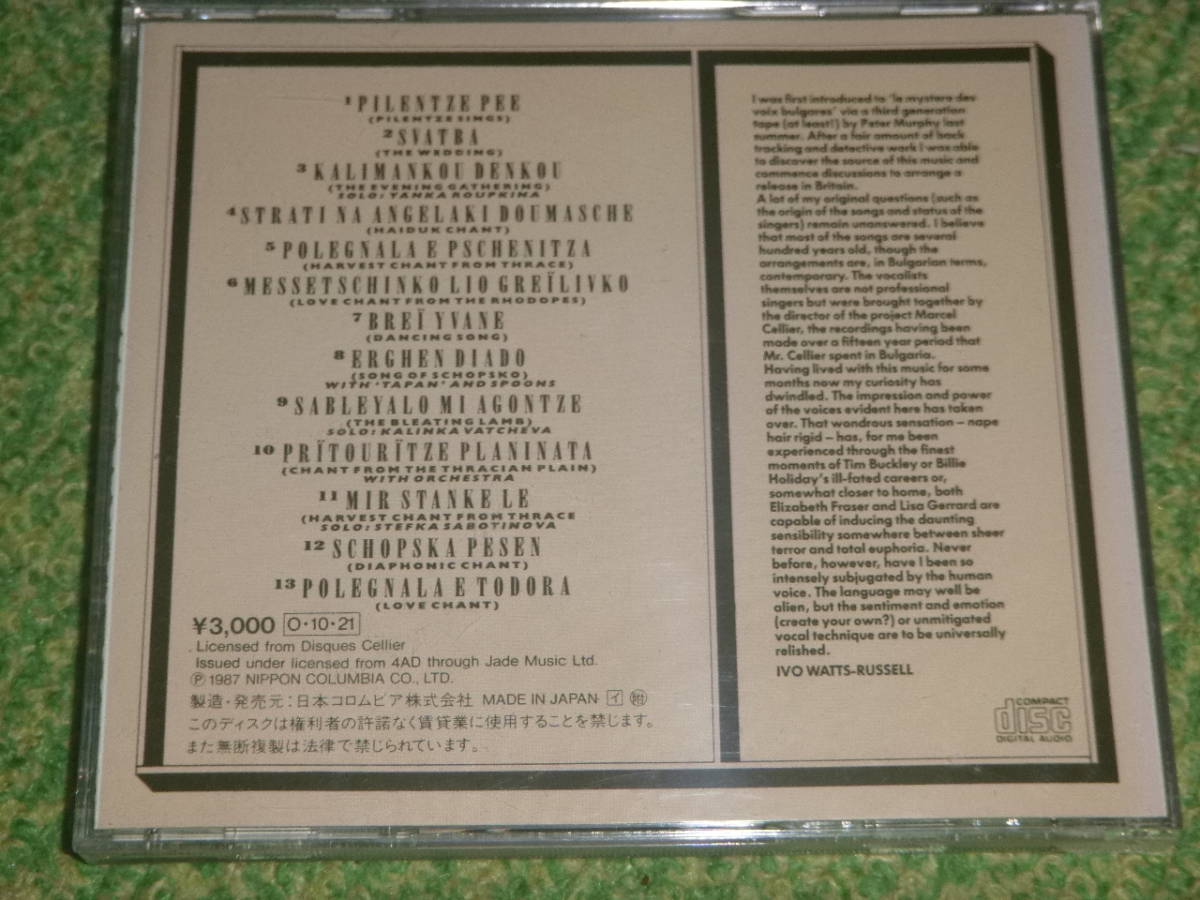 1 PILENTZE PEE
(PILENTZE SINGS)
2 SVATBA
(THE WEDDING)
3 KALIMANKOU DENKOU
(THE EVENING GATHERING)
SOLO: YANKA ROUPKINA
4 STRATI NA ANGELAKI DOUMASCHE
(HAIDUK CHANT)
5 POLEGNALA E PSCHENITZA
(HARVEST CHANT FROM THRACE)
6 MESSETSCHINKO LIO GREÏLIVKO
(LOVE CHANT FROM THE RHODOPES)
7 BREÏ YVANE
(DANCING SONG)
8 ERGHEN DIADO
(SONG OF SCHOPSKO)
WITH 'TAPAN' AND SPOONS
9 SABLEYALO MI AGONTZE
(THE BLEATING LAMB)
SOLO: KALINKA VATCHEVA
10 PRÏTOURÏTZE PLANINATA
(CHANT FROM THE THRACIAN PLAIN)
WITH ORCHESTRA
11 MIR STANKE LE
(HARVEST CHANT FROM THRACE
SOLO: STEFKA SABOTINOVA
12 SCHOPSKA PESEN
(DIAPHONIC CHANT)
13 POLEGNALA E TODORA
(LOVE CHANT)
¥3,000 O・10・21
Licensed from Disques Cellier
Issued under licensed from 4AD through Jade Music Ltd.
Ⓟ 1987 NIPPON COLUMBIA CO., LTD.
製造・発売元:日本コロムビア株式会社 MADE IN JAPAN イ
このディスクは権利者の許諾なく賃貸業に使用することを禁じます。
また無断複製は法律で禁じられています。
I was first introduced to 'le mystere des
voix bulgares' via a third generation
tape (at least!) by Peter Murphy last
summer. After a fair amount of back
tracking and detective work I was able
to discover the source of this music and
commence discussions to arrange a
release in Britain.
A lot of my original questions (such as
the origin of the songs and status of the
singers) remain unanswered. I believe
that most of the songs are several
hundred years old, though the
arrangements are, in Bulgarian terms,
contemporary. The vocalists
themselves are not professional
singers but were brought together by
the director of the project Marcel
Cellier, the recordings having been
made over a fifteen year period that
Mr. Cellier spent in Bulgaria.
Having lived with this music for some
months now my curiosity has
dwindled. The impression and power
of the voices evident here has taken
over. That wondrous sensation – nape
hair rigid – has, for me been
experienced through the finest
moments of Tim Buckley or Billie
Holiday's ill-fated careers or,
somewhat closer to home, both
Elizabeth Fraser and Lisa Gerrard are
capable of inducing the daunting
sensibility somewhere between sheer
terror and total euphoria. Never
before, however, have I been so
intensely subjugated by the human
voice. The language may well be
alien, but the sentiment and emotion
(create your own?) or unmitigated
vocal technique are to be universally
relished.
IVO WATTS-RUSSELL
COMPACT
disc
DIGITAL AUDIO